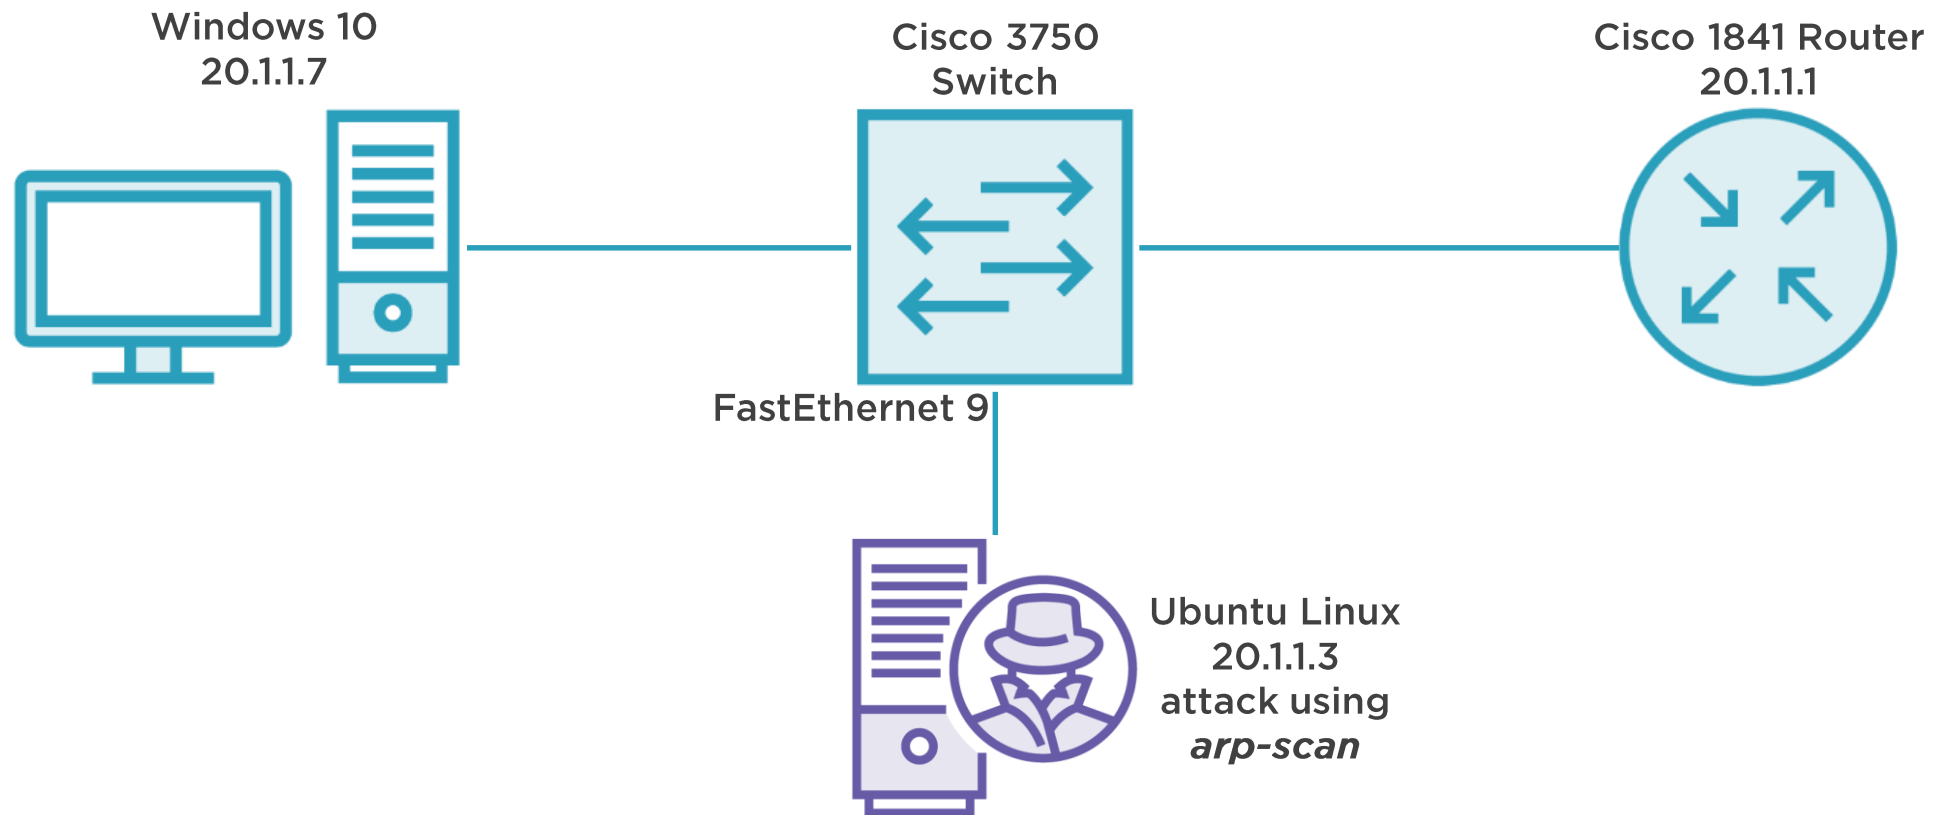 Windows 10
20.1.1.7
Cisco 3750
Switch
Cisco 1841 Router
20.1.1.1
FastEthernet 9
Ubuntu Linux
20.1.1.3
attack using
arp-scan